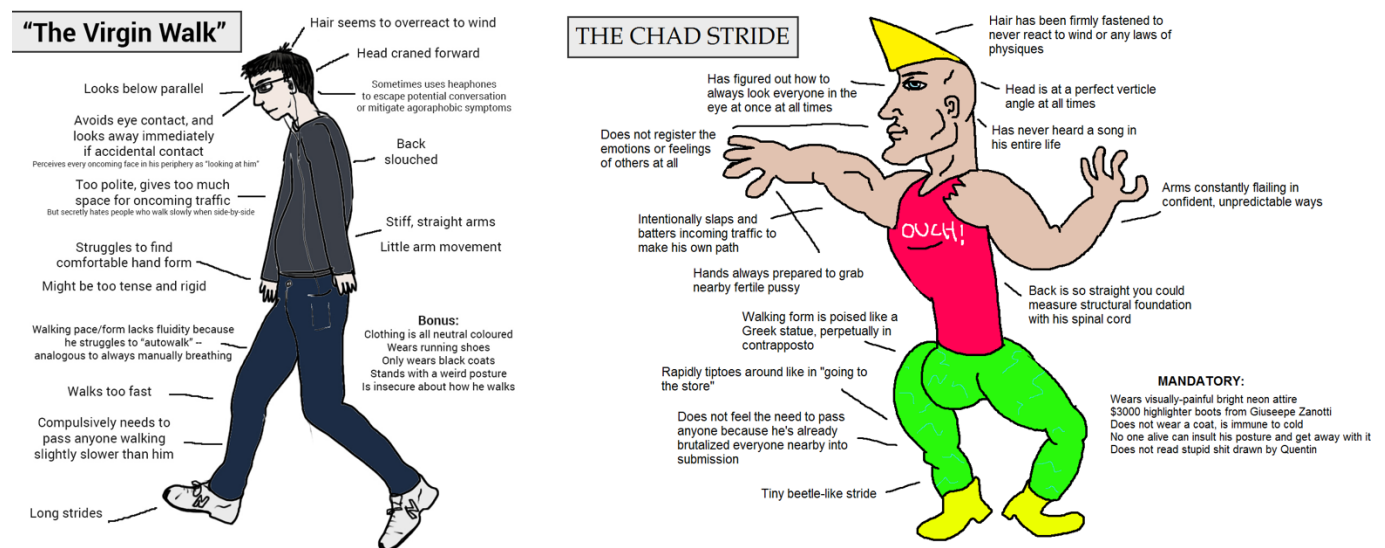 “The Virgin Walk”
Hair seems to overreact to wind
Head craned forward
Looks below parallel
Sometimes uses heaphones
to escape potential conversation
or mitigate agoraphobic symptoms
Avoids eye contact, and
looks away immediately
if accidental contact
Perceives every oncoming face in his periphery as "looking at him"
Back
slouched
Too polite, gives too much
space for oncoming traffic
But secretly hates people who walk slowly when side-by-side
Stiff, straight arms
Little arm movement
Struggles to find
comfortable hand form
Might be too tense and rigid
Walking pace/form lacks fluidity because
he struggles to "autowalk" --
analogous to always manually breathing
Bonus:
Clothing is all neutral coloured
Wears running shoes
Only wears black coats
Stands with a weird posture
Is insecure about how he walks
Walks too fast
Compulsively needs to
pass anyone walking
slightly slower than him
Long strides
THE CHAD STRIDE
Hair has been firmly fastened to
never react to wind or any laws of
physiques
Has figured out how to
always look everyone in the
eye at once at all times
Head is at a perfect verticle
angle at all times
Does not register the
emotions or feelings
of others at all
Has never heard a song in
his entire life
Arms constantly flailing in
confident, unpredictable ways
Intentionally slaps and
batters incoming traffic to
make his own path
OUCH!
Hands always prepared to grab
nearby fertile pussy
Back is so straight you could
measure structural foundation
with his spinal cord
Walking form is poised like a
Greek statue, perpetually in
contrapposto
Rapidly tiptoes around like in "going to
the store"
Does not feel the need to pass
anyone because he's already
brutalized everyone nearby into
submission
Tiny beetle-like stride
MANDATORY:
Wears visually-painful bright neon attire
$3000 highlighter boots from Giuseepe Zanotti
Does not wear a coat, is immune to cold
No one alive can insult his posture and get away with it
Does not read stupid shit drawn by Quentin